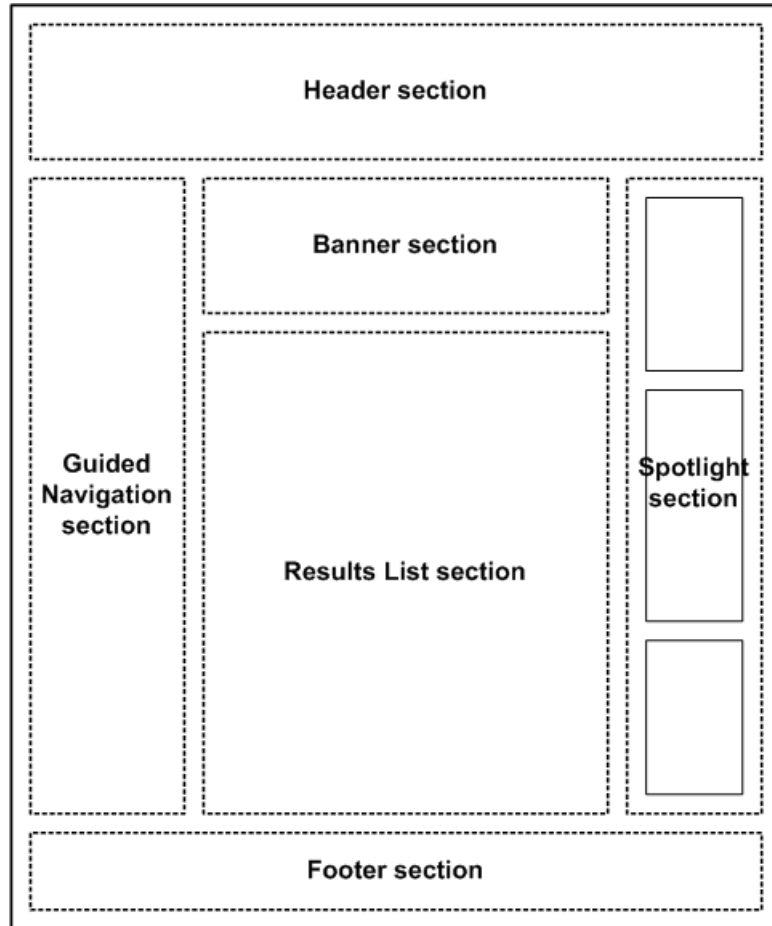 Header section
Banner section
Guided
Navigation
section
Spotlight
section
Results List section
Footer section